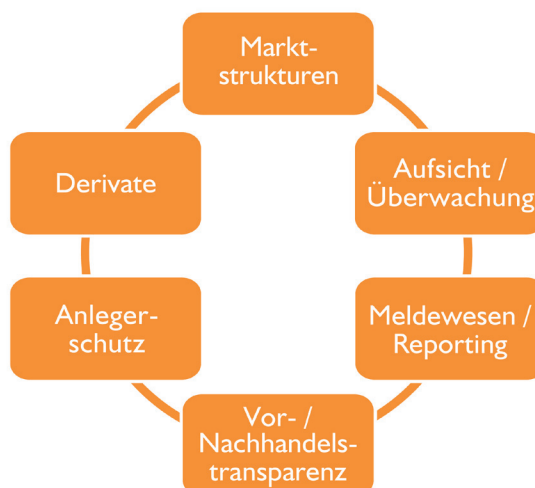 Markt-
strukturen
Aufsicht /
Überwachung
Meldewesen /
Reporting
Vor- /
Nachhandels-
transparenz
Anleger-
schutz
Derivate